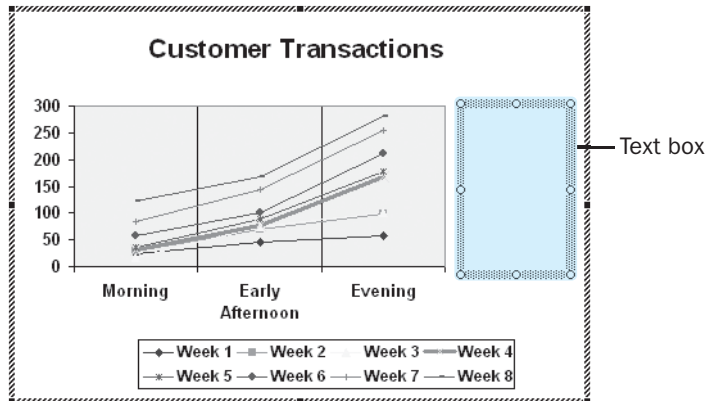 Customer Transactions
300
250
200
150
100
50
0
Morning Early Afternoon Evening
Text box
Week 1 Week 2 Week 3 Week 4
Week 5 Week 6 Week 7 Week 8